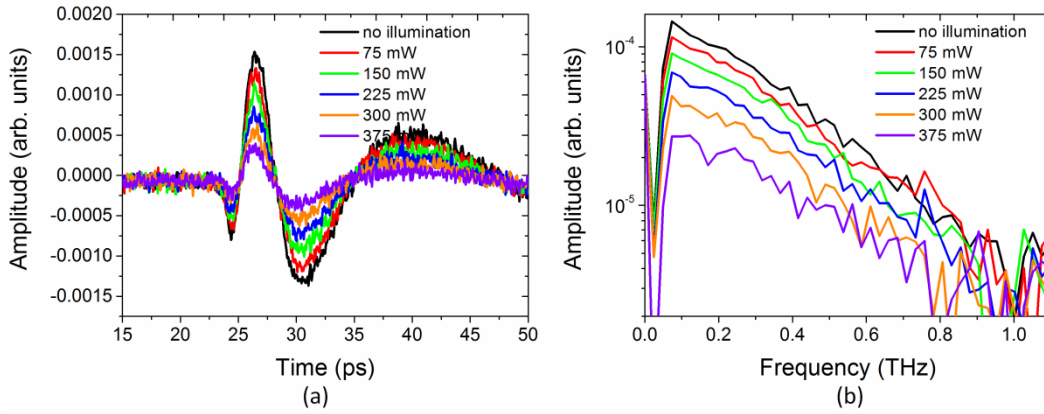 0.0020
0.0015
0.0010
0.0005
0.0000
-0.0005
-0.0010
-0.0015
Amplitude (arb. units)
no illumination
75 mW
150 mW
225 mW
300 mW
375
15 20 25 30 35 40 45 50
Time (ps)
(a)
10-4
10-5
Amplitude (arb. units)
no illumination
75 mW
150 mW
225 mW
300 mW
375 mW
0.0 0.2 0.4 0.6 0.8 1.0
Frequency (THz)
(b)